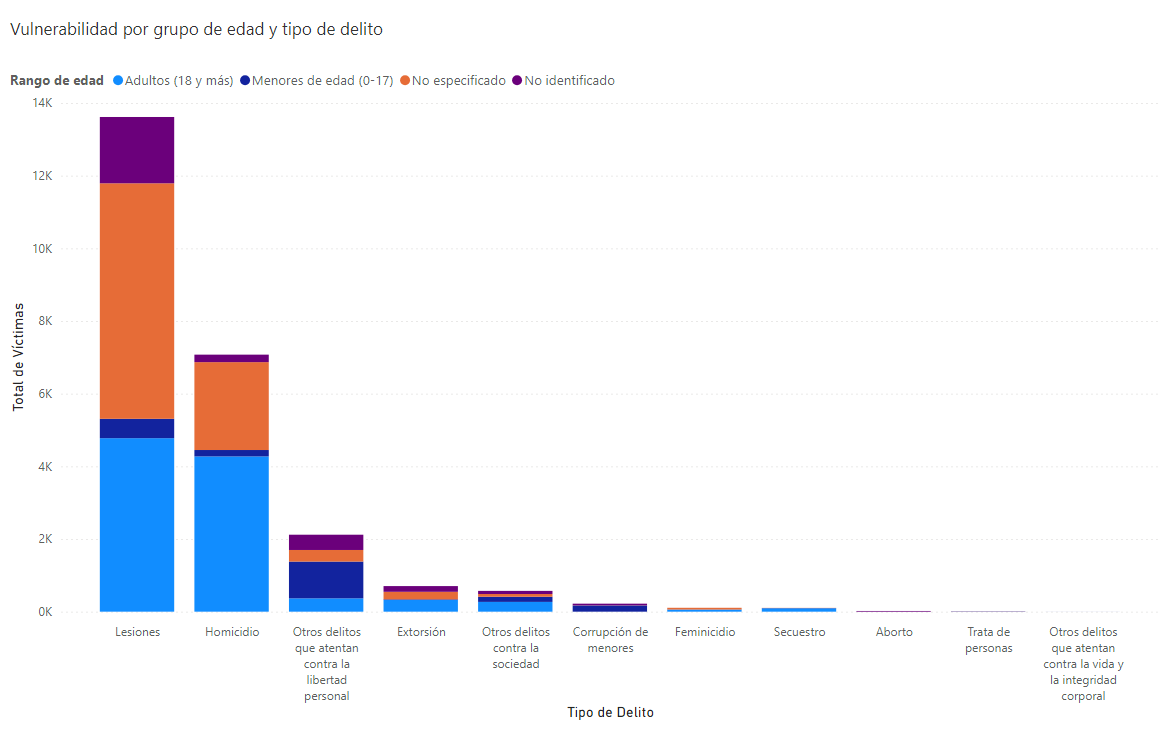 Vulnerabilidad por grupo de edad y tipo de delito
Rango de edad Adultos (18 y más) Menores de edad (0-17) No especificado No identificado
14K
12K
10K
8K
6K
4K
2K
0K
Total de Víctimas
Lesiones
Homicidio
Otros delitos
que atentan
contra la
libertad
personal
Extorsión
Otros delitos
contra la
sociedad
Corrupción de
menores
Feminicidio
Secuestro
Aborto
Trata de
personas
Otros delitos
que atentan
contra la vida y
la integridad
corporal
Tipo de Delito